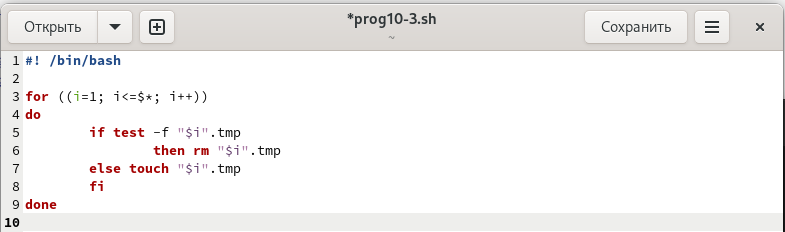 Открыть
*prog10-3.sh
~
Сохранить
1 #! /bin/bash
2
3 for ((i=1; i<=$*; i++))
4 do
5         if test -f "$i".tmp
6                 then rm "$i".tmp
7         else touch "$i".tmp
8         fi
9 done
10